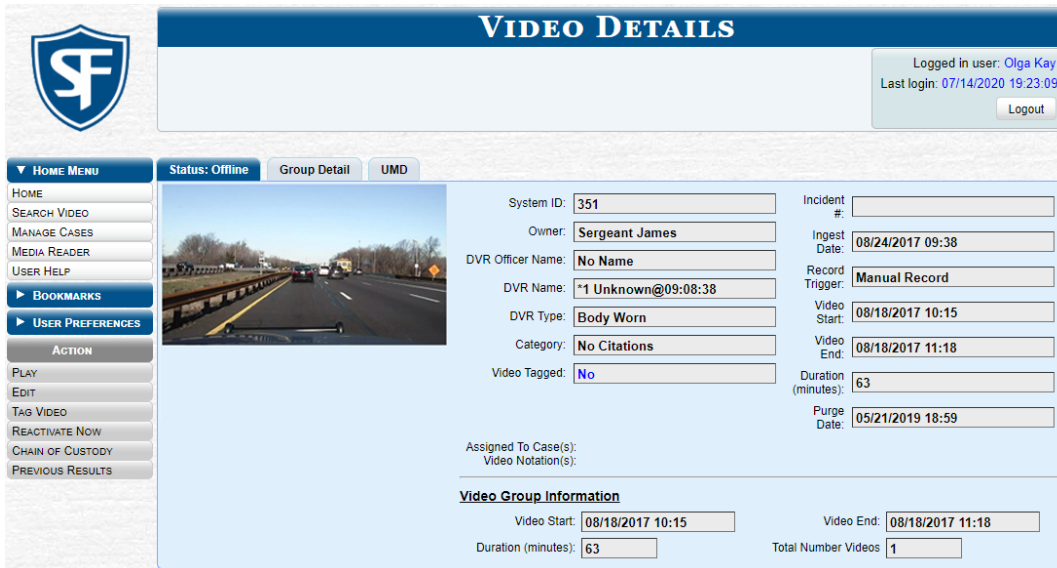 SF
VIDEO DETAILS
Logged in user: Olga Kay
Last login: 07/14/2020 19:23:09
Logout
▼ HOME MENU
HOME
SEARCH VIDEO
MANAGE CASES
MEDIA READER
USER HELP
► BOOKMARKS
► USER PREFERENCES
ACTION
PLAY
EDIT
TAG VIDEO
REACTIVATE NOW
CHAIN OF CUSTODY
PREVIOUS RESULTS
Status: Offline Group Detail UMD
System ID: 351
Owner: Sergeant James
DVR Officer Name: No Name
DVR Name: *1 Unknown@09:08:38
DVR Type: Body Worn
Category: No Citations
Video Tagged: No
Incident
#:
Ingest
Date: 08/24/2017 09:38
Record
Trigger: Manual Record
Video
Start: 08/18/2017 10:15
Video
End: 08/18/2017 11:18
Duration
(minutes): 63
Purge
Date: 05/21/2019 18:59
Assigned To Case(s):
Video Notation(s):
Video Group Information
Video Start: 08/18/2017 10:15 Video End: 08/18/2017 11:18
Duration (minutes): 63 Total Number Videos 1